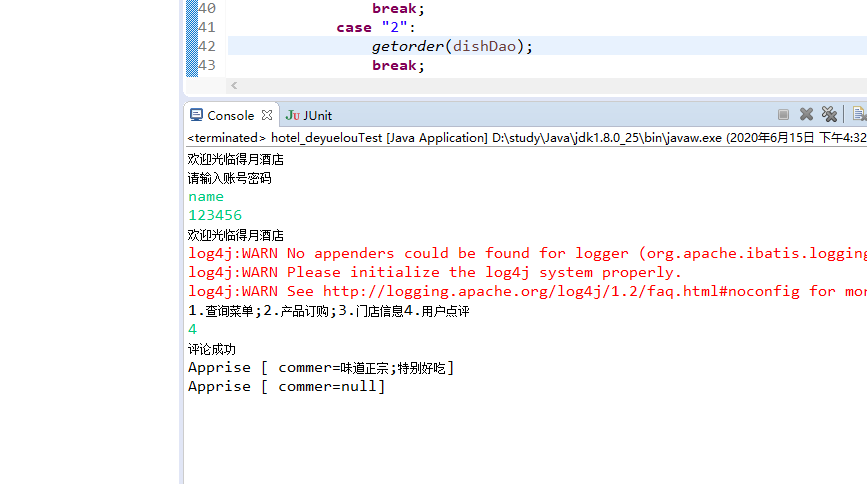 40 break;
41 case "2":
42 getorder(dishDao);
43 break;
Console JUnit
<terminated> hotel_deyuelouTest [Java Application] D:\study\Java\jdk1.8.0_25\bin\javaw.exe (2020年6月15日 下午4:32
欢迎光临得月酒店
请输入账号密码
name
123456
欢迎光临得月酒店
log4j:WARN No appenders could be found for logger (org.apache.ibatis.logging
log4j:WARN Please initialize the log4j system properly.
log4j:WARN See http://logging.apache.org/log4j/1.2/faq.html#noconfig for mor
1.查询菜单;2.产品订购;3.门店信息4.用户点评
4
评论成功
Apprise [ commer=味道正宗;特别好吃]
Apprise [ commer=null]